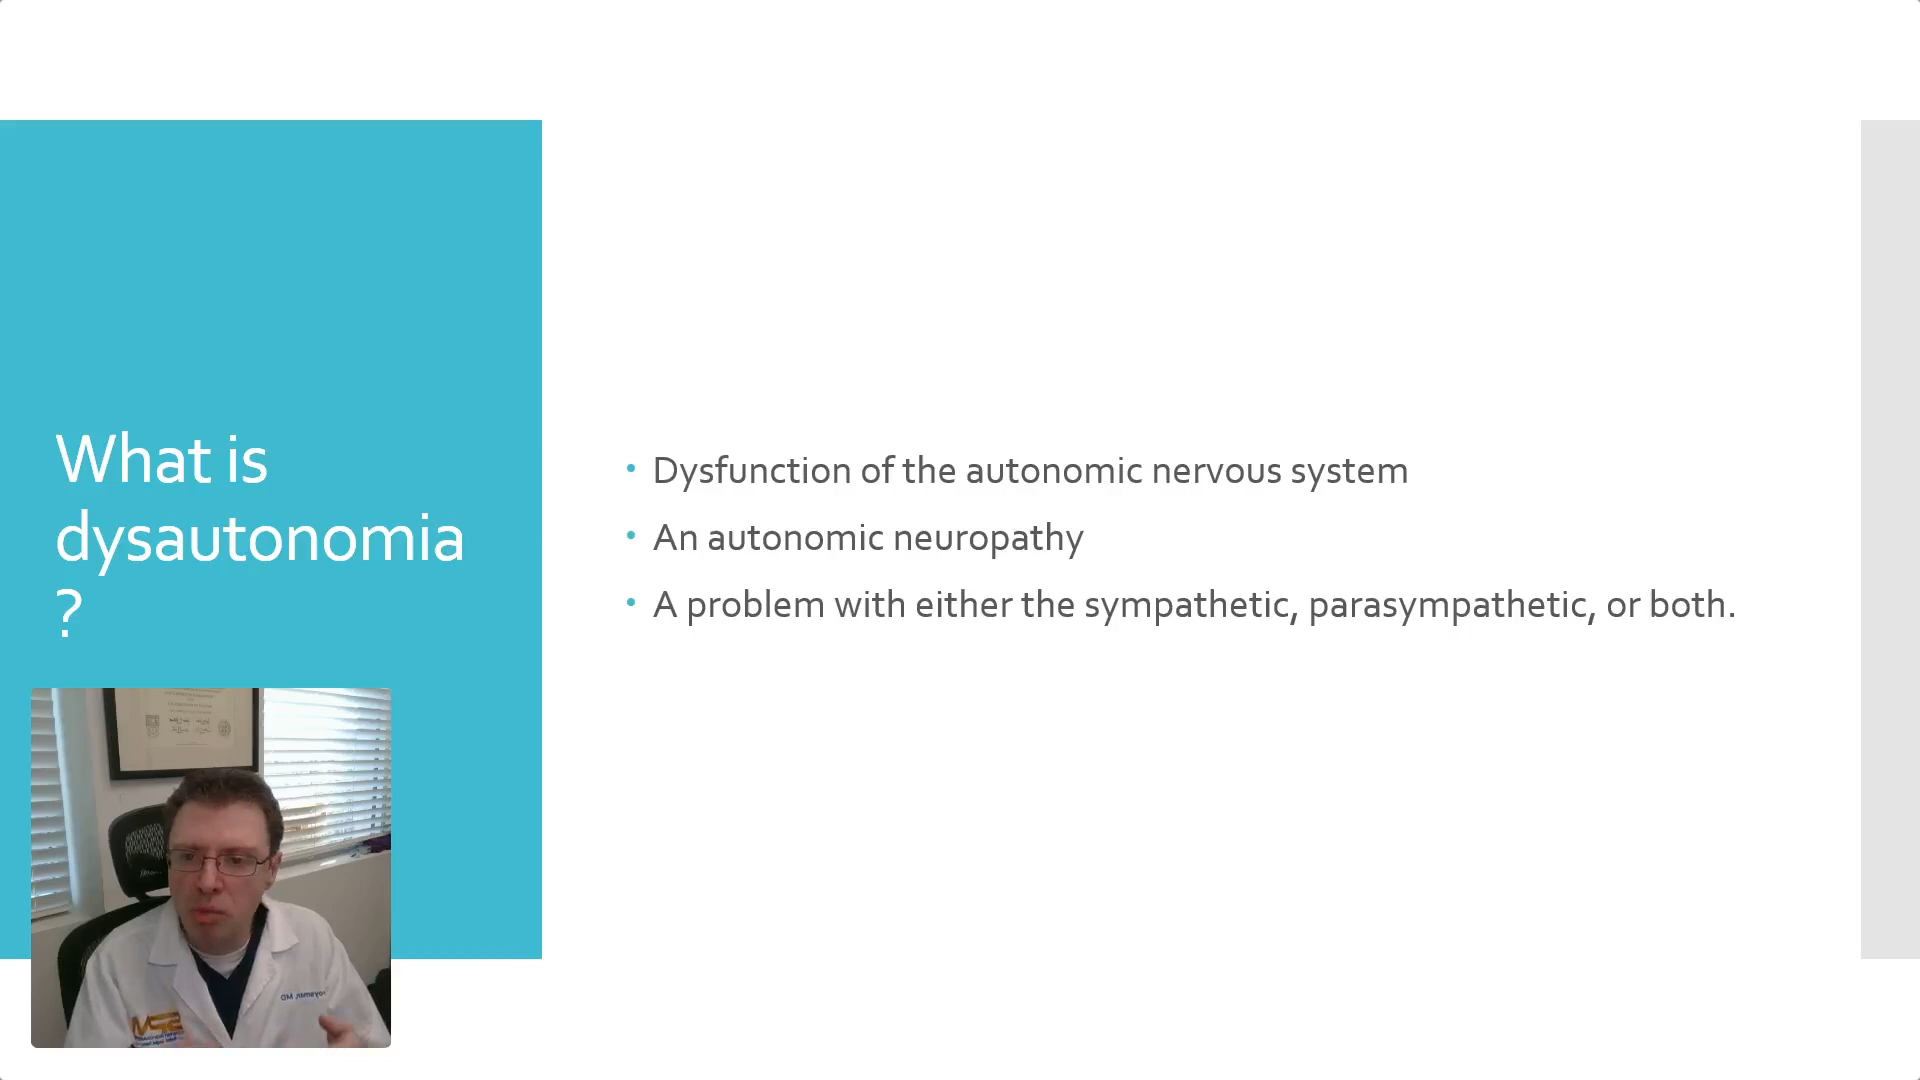 What is
dysautonomia
?
• Dysfunction of the autonomic nervous system
• An autonomic neuropathy
• A problem with either the sympathetic, parasympathetic, or both.
MD